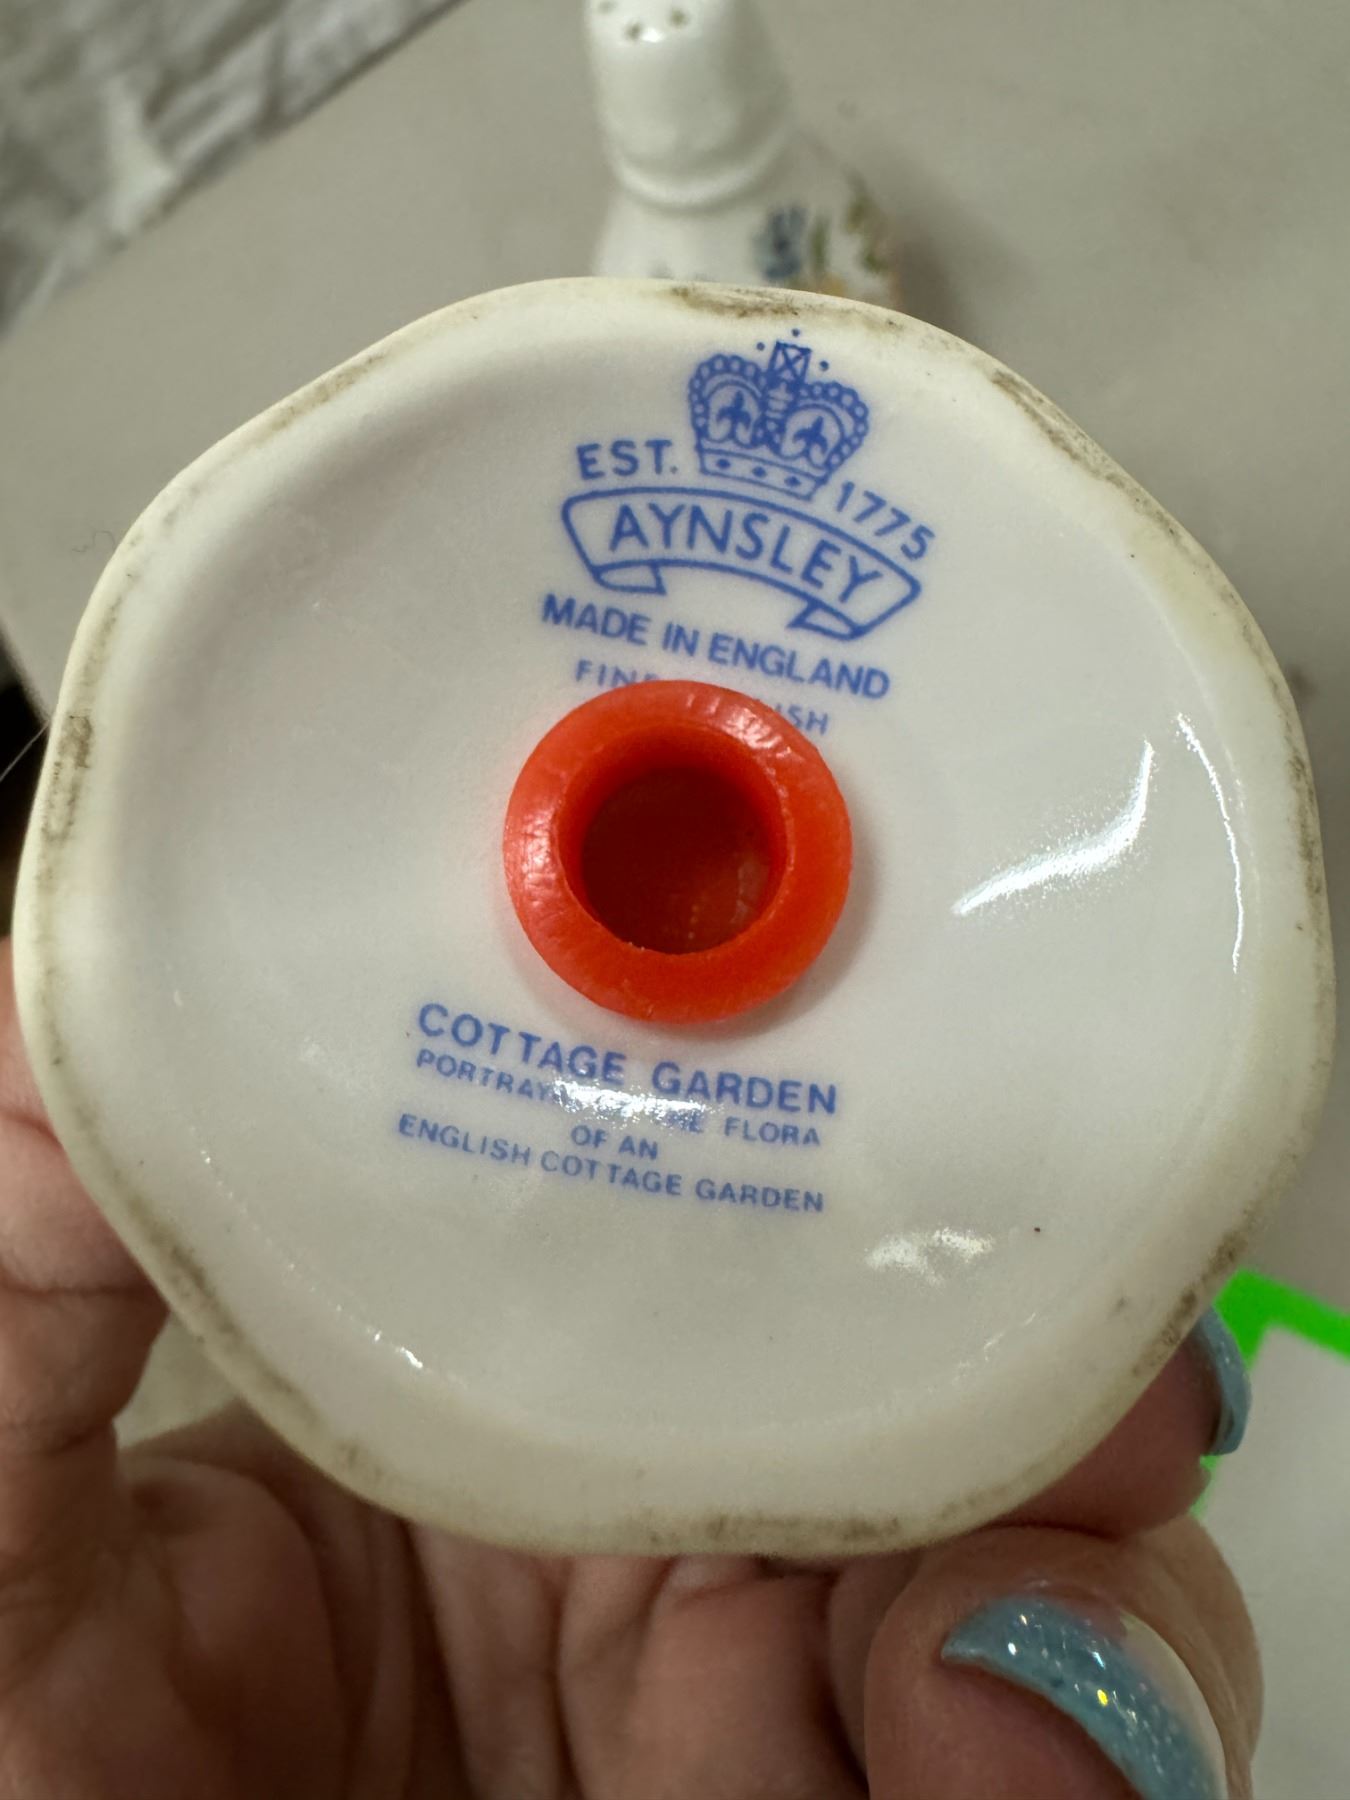 EST. 1775
AYNSLEY
MADE IN ENGLAND
COTTAGE GARDEN
FLORA
OF AN
ENGLISH COTTAGE GARDEN